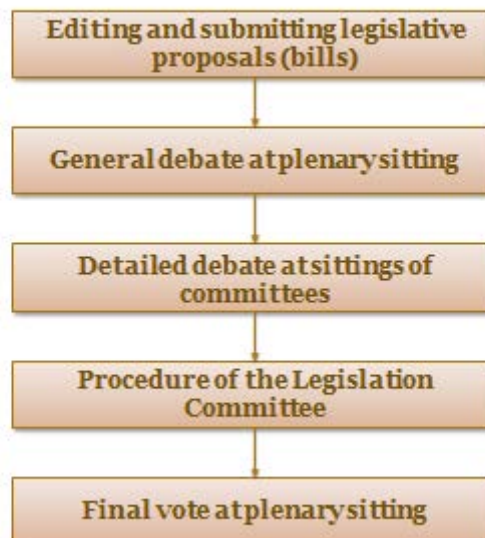 Editing and submitting legislative
proposals (bills)
General debate at plenary sitting
Detailed debate at sittings of
committees
Procedure of the Legislation
Committee
Final vote at plenary sitting